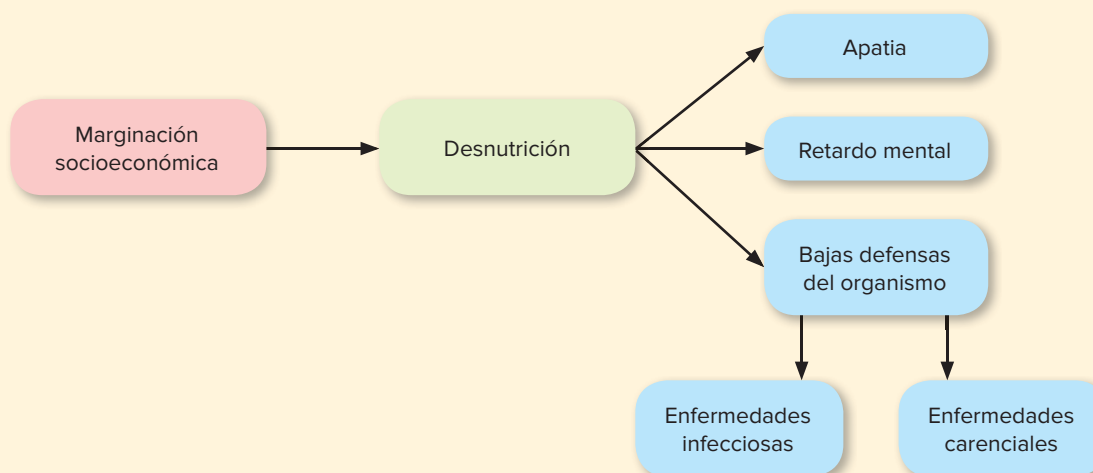 Marginación
socioeconómica
Desnutrición
Apatia
Retardo mental
Bajas defensas
del organismo
Enfermedades
infecciosas
Enfermedades
carenciales